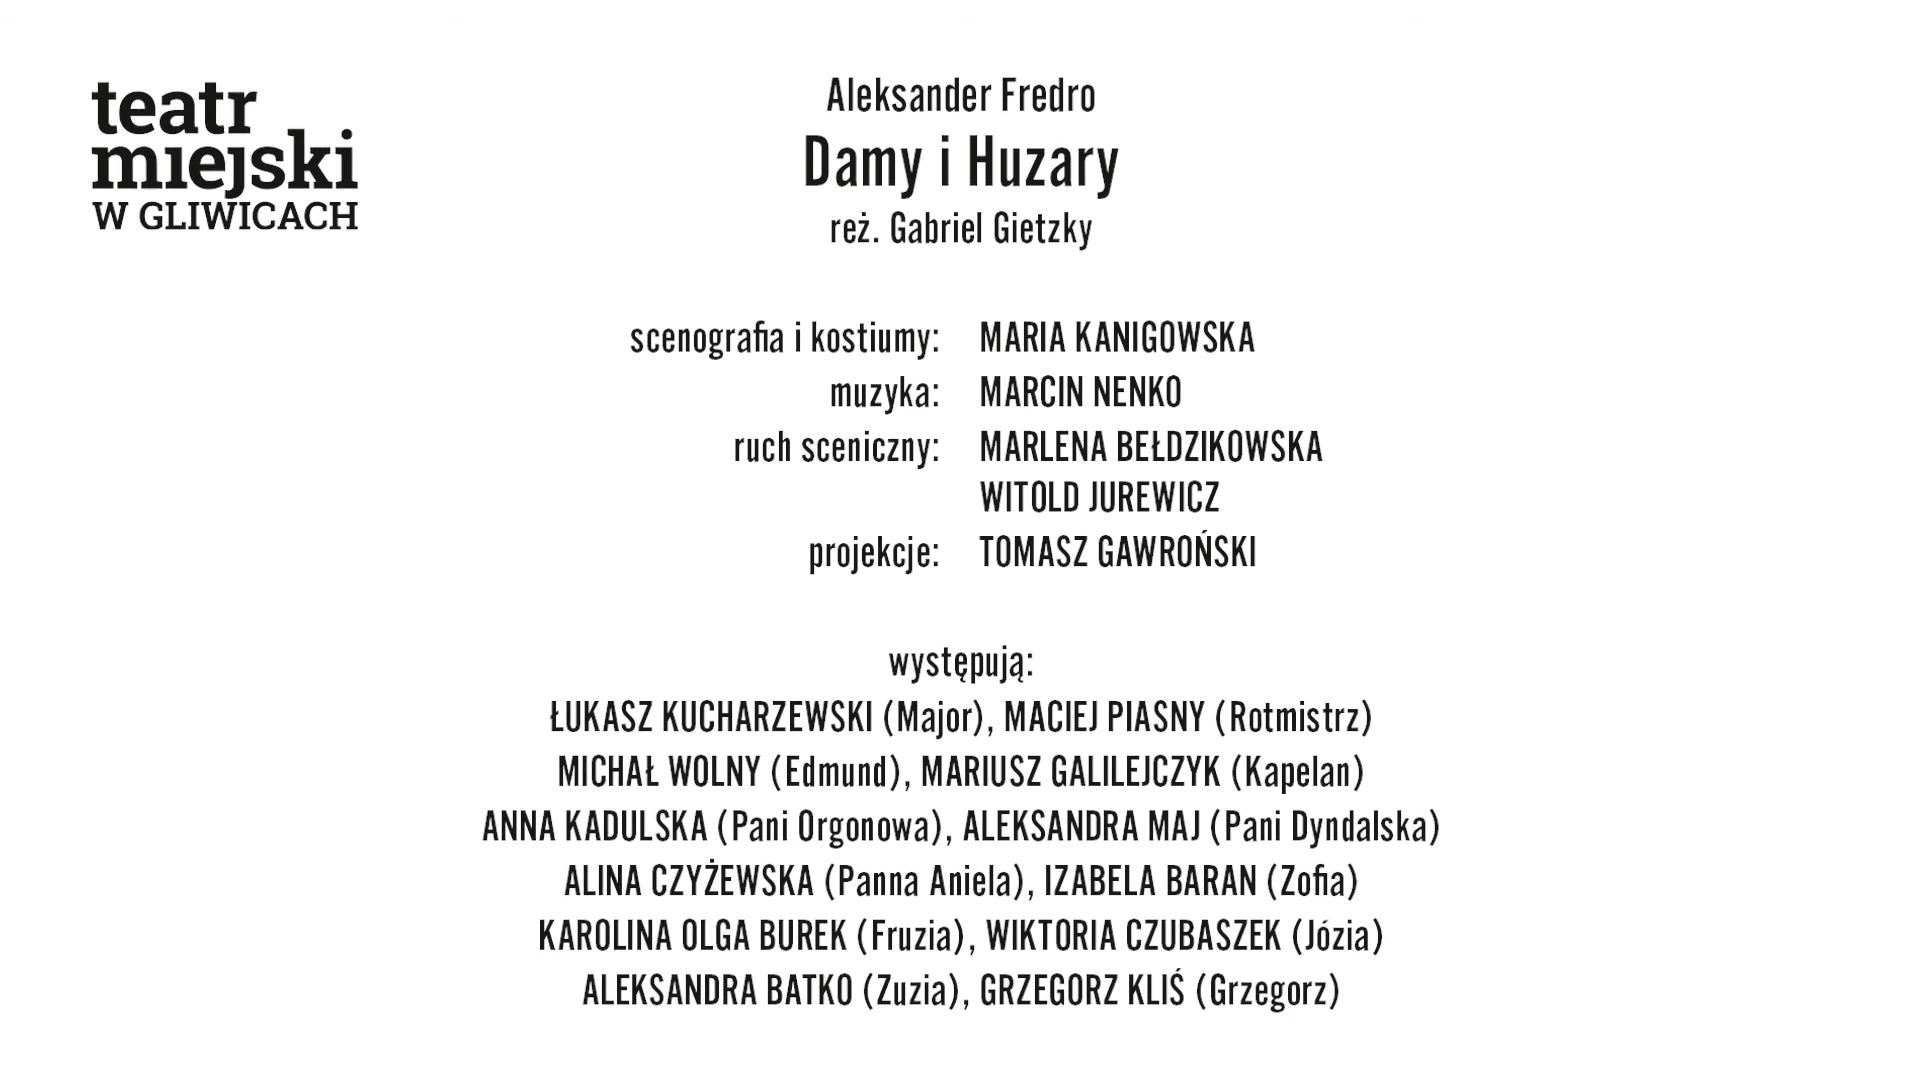 teatr
miejski
W GLIWICACH
Aleksander Fredro
Damy i Huzary
reż. Gabriel Gietzky
scenografia i kostiumy: MARIA KANIGOWSKA
muzyka: MARCIN NENKO
ruch sceniczny: MARLENA BEŁDZIKOWSKA
WITOLD JUREWICZ
projekcje: TOMASZ GAWROŃSKI
występują:
ŁUKASZ KUCHARZEWSKI (Major), MACIEJ PIASNY (Rotmistrz)
MICHAŁ WOLNY (Edmund), MARIUSZ GALILEJCZYK (Kapelan)
ANNA KADULSKA (Pani Orgonowa), ALEKSANDRA MAJ (Pani Dyndalska)
ALINA CZYŻEWSKA (Panna Aniela), IZABELA BARAN (Zofia)
KAROLINA OLGA BUREK (Fruzia), WIKTORIA CZUBASZEK (Józia)
ALEKSANDRA BATKO (Zuzia), GRZEGORZ KLIŚ (Grzegorz)